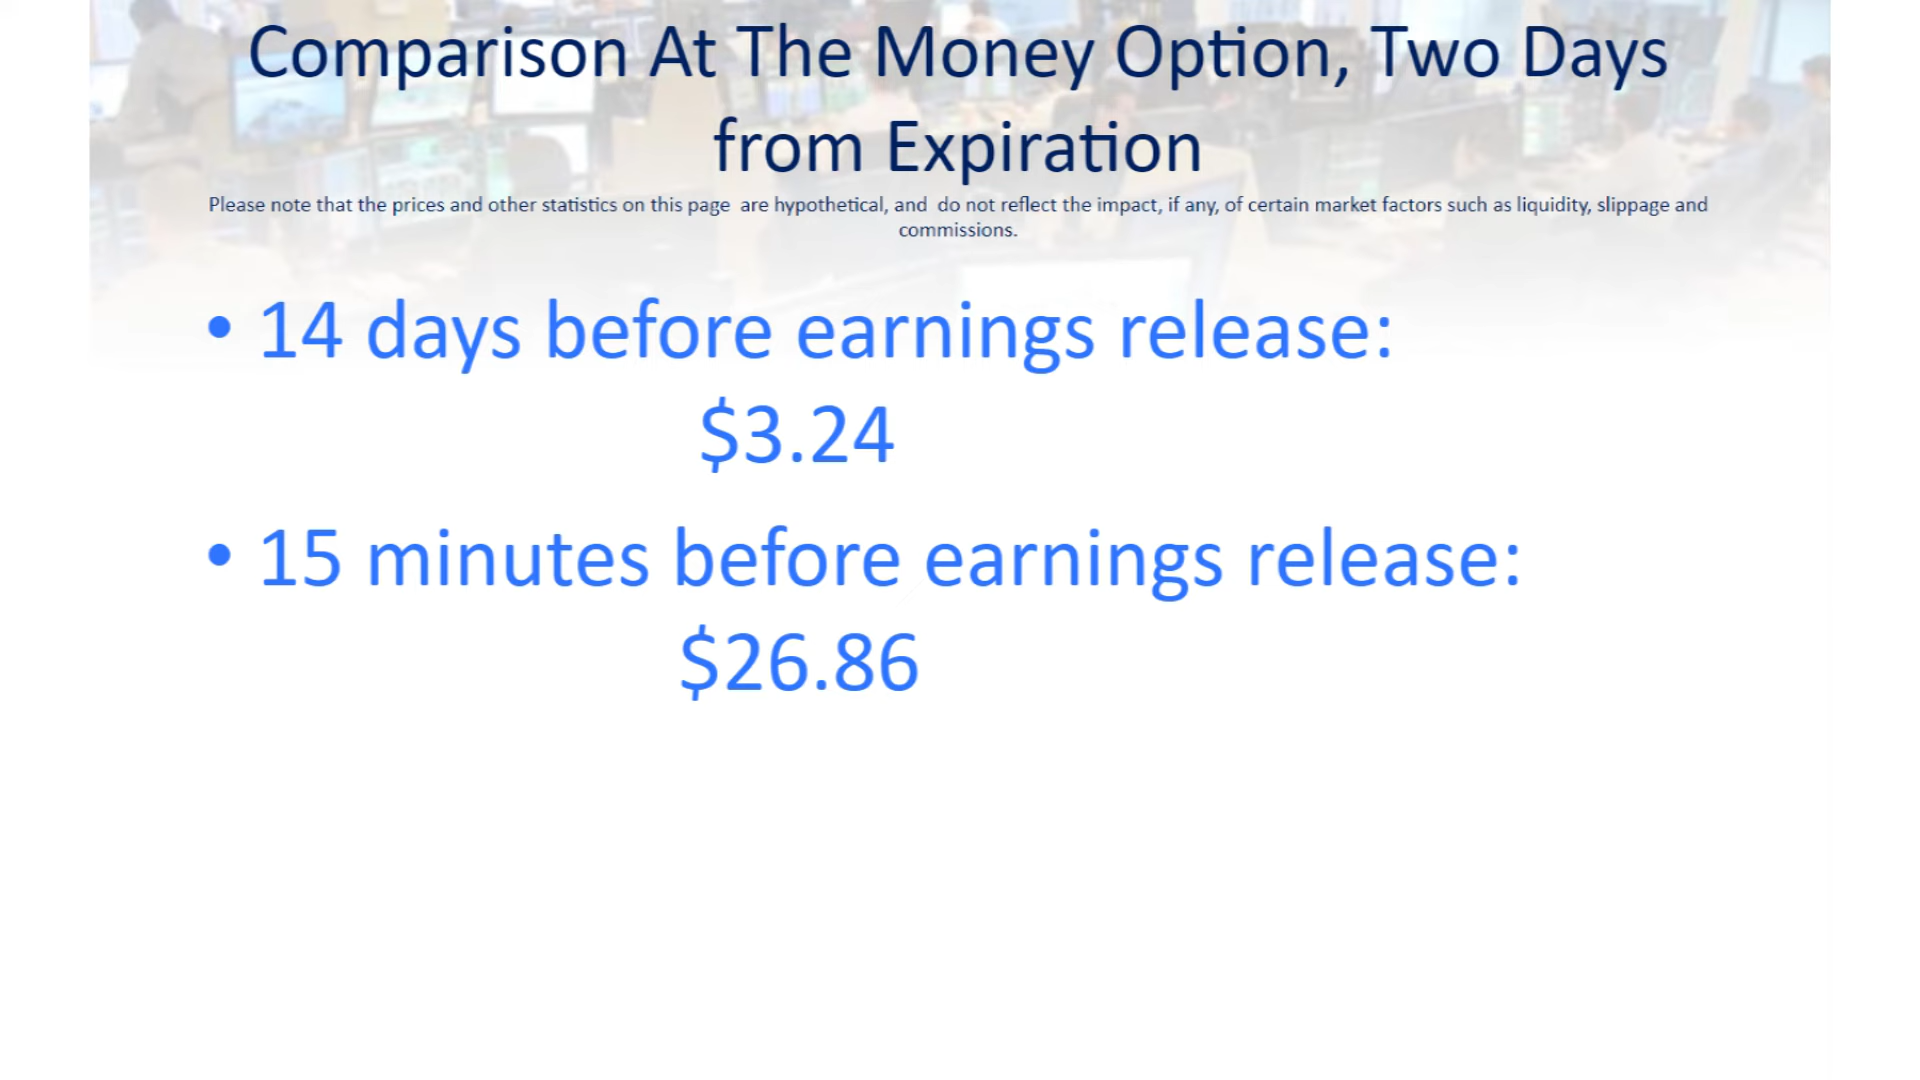 Comparison At The Money Option, Two Days
from Expiration
Please note that the prices and other statistics on this page  are hypothetical, and  do not reflect the impact, if any, of certain market factors such as liquidity, slippage and
commissions.
• 14 days before earnings release:
$3.24
• 15 minutes before earnings release:
$26.86